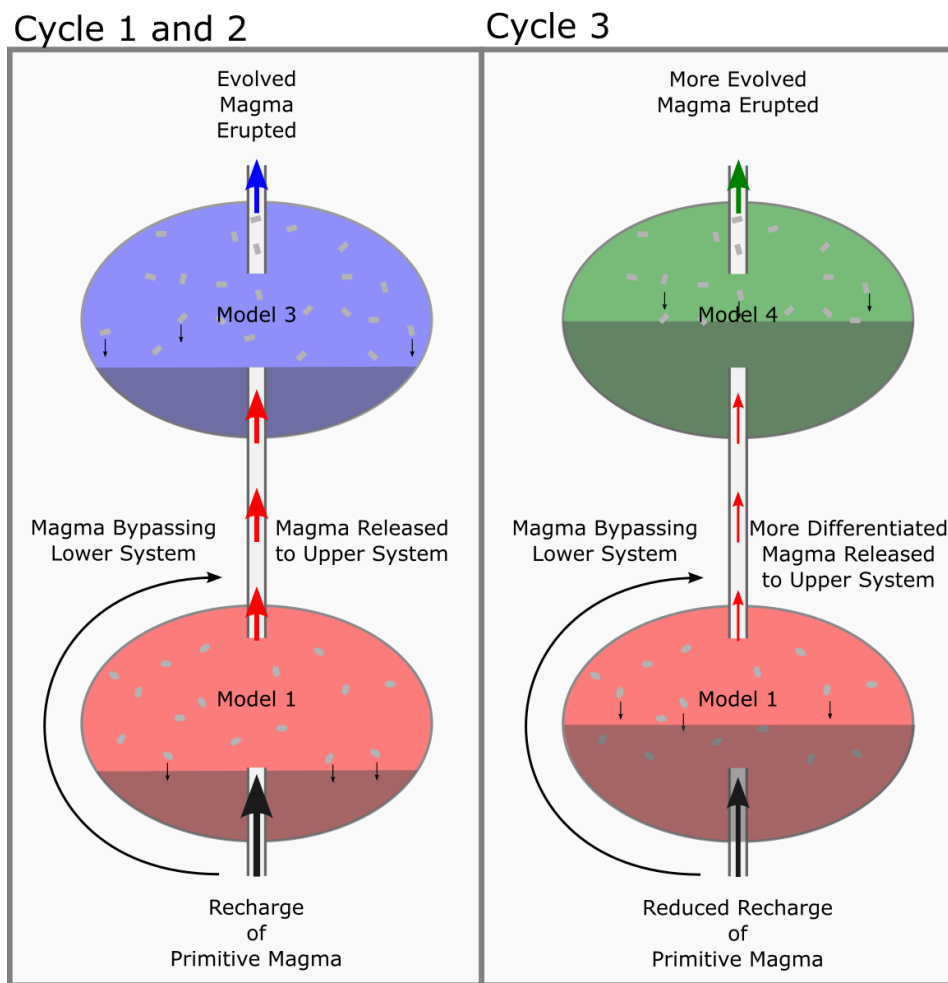 Cycle 1 and 2
Evolved
Magma
Erupted
Model 3
Magma Bypassing
Lower System
Magma Released
to Upper System
Model 1
Recharge
of
Primitive Magma
Cycle 3
More Evolved
Magma Erupted
Model 4
Magma Bypassing
Lower System
More Differentiated
Magma Released
to Upper System
Model 1
Reduced Recharge
of
Primitive Magma